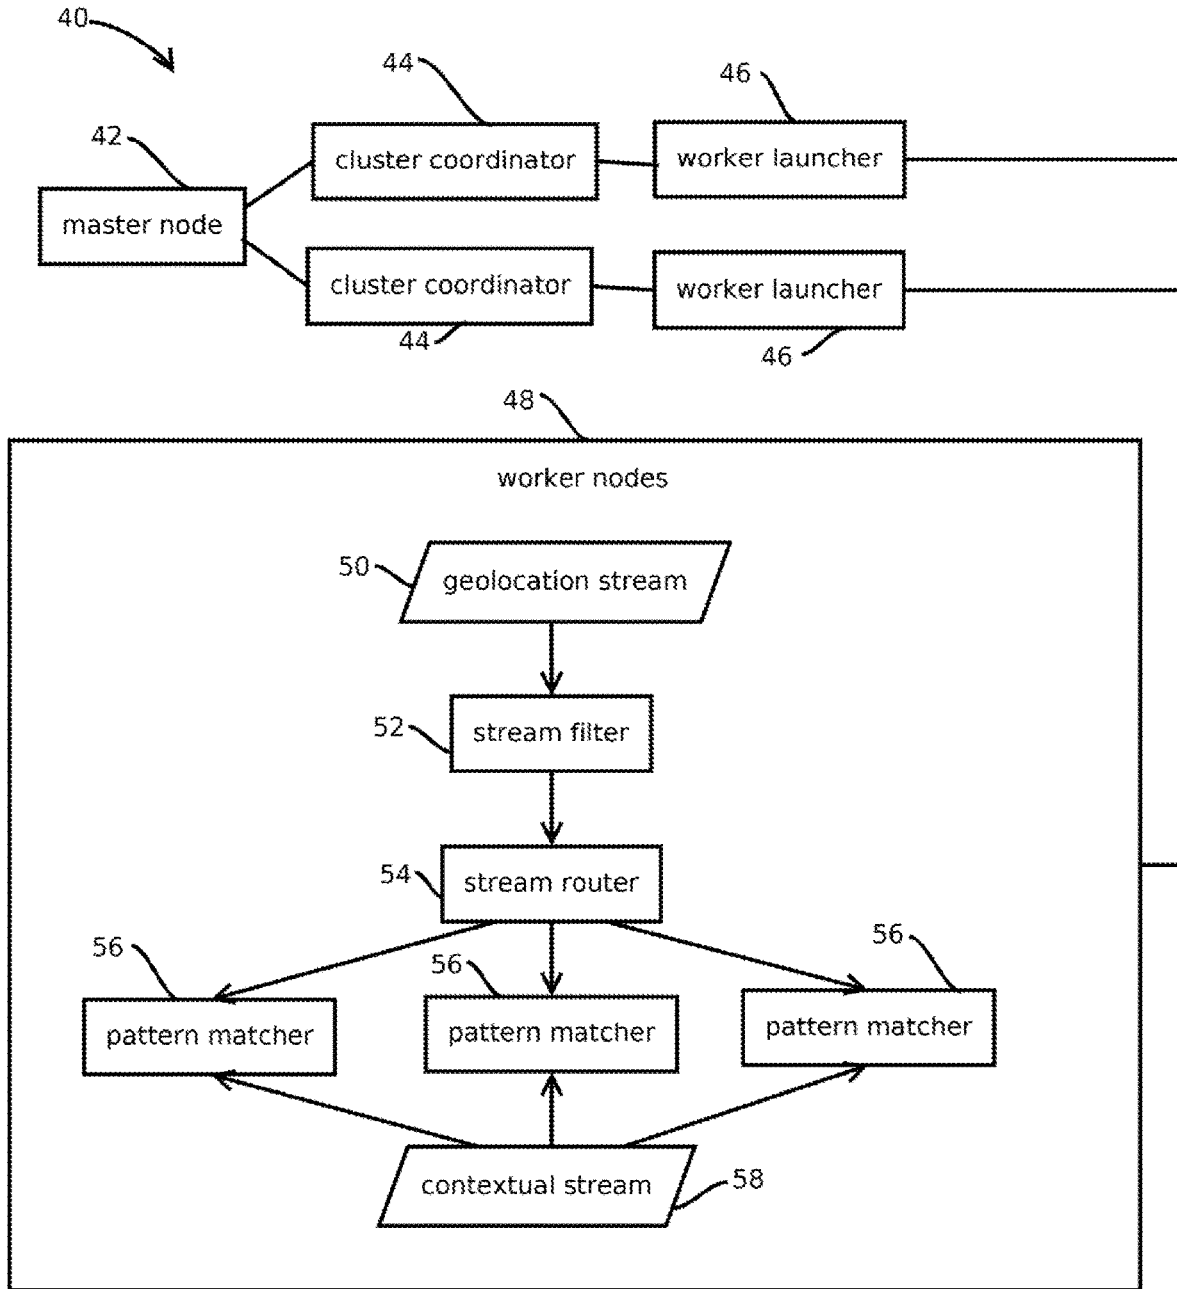 40
44
46
42
cluster coordinator
worker launcher
master node
cluster coordinator
worker launcher
44
46
48
worker nodes
50
geolocation stream
52
stream filter
54
stream router
56
56
56
pattern matcher
pattern matcher
pattern matcher
contextual stream
58